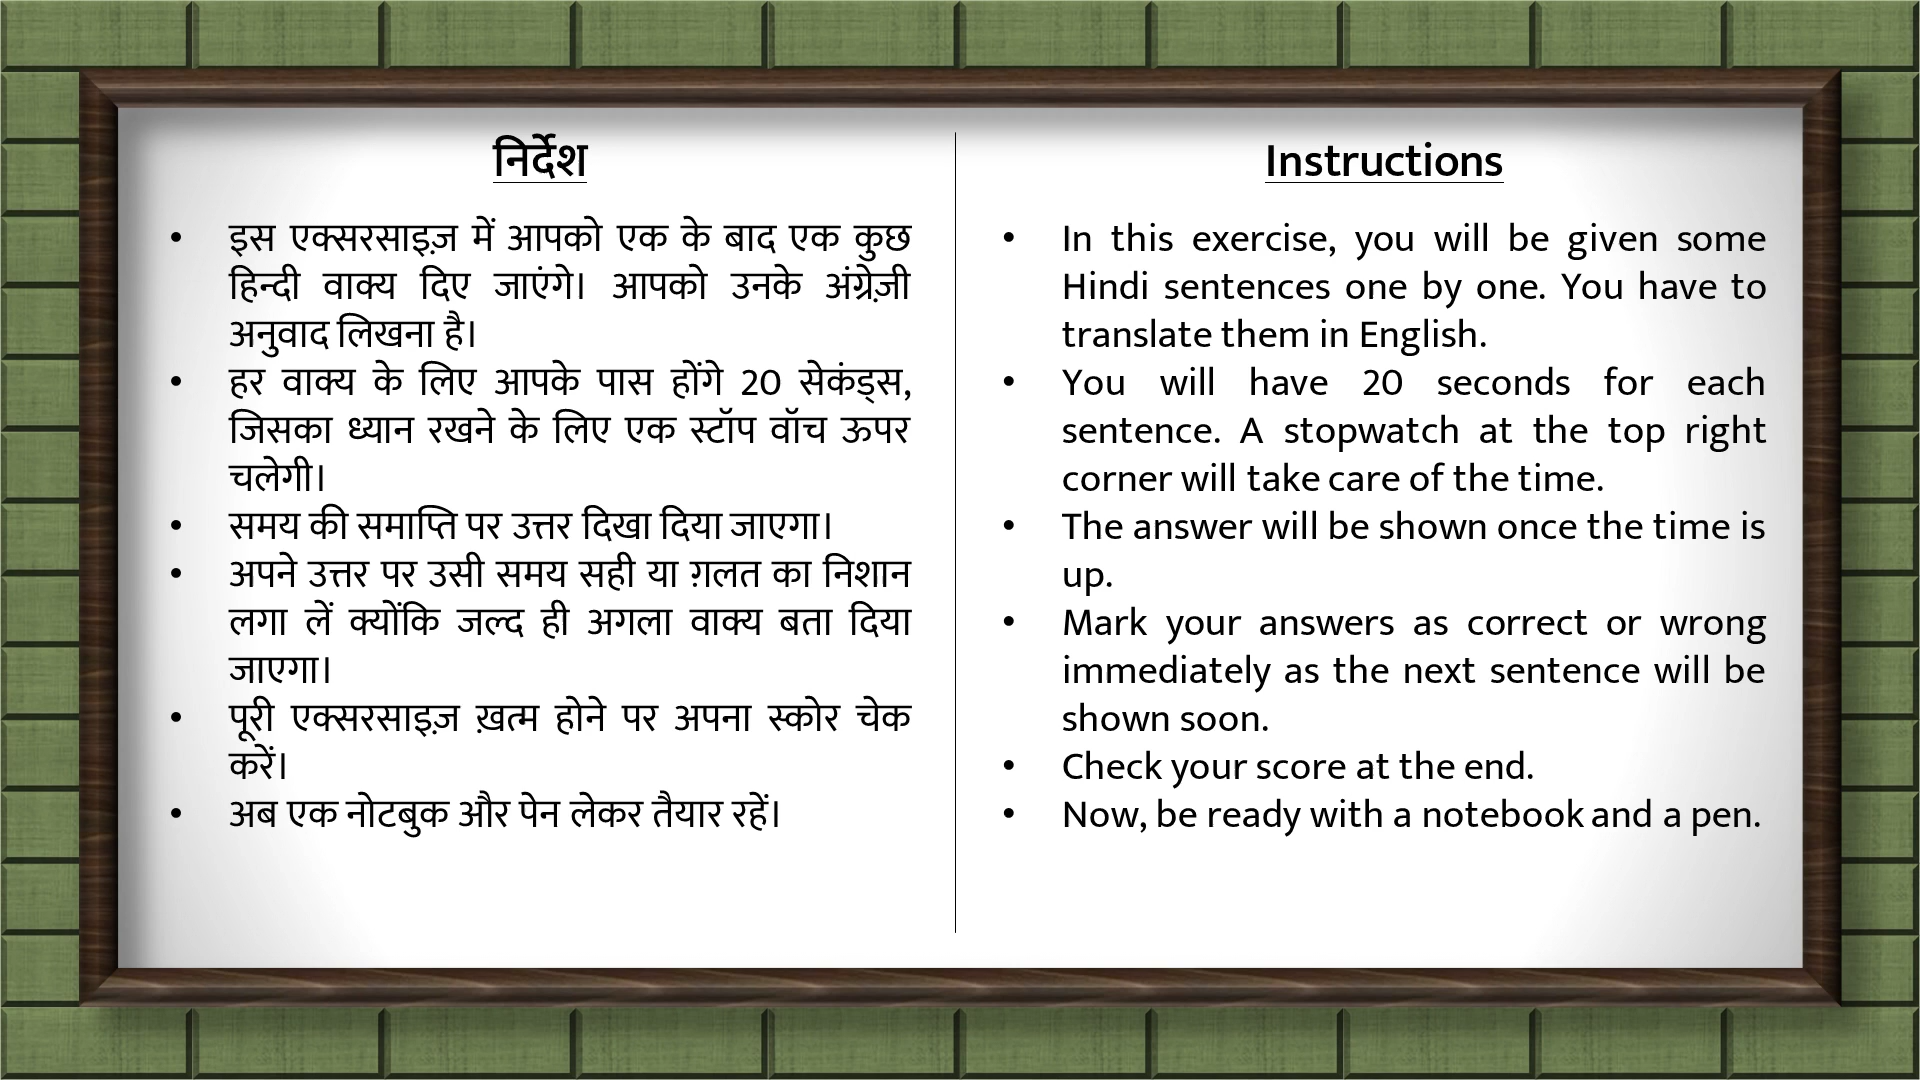 निर्देश
• इस एक्सरसाइज़ में आपको एक के बाद एक कुछ
हिन्दी वाक्य दिए जाएंगे। आपको उनके अंग्रेज़ी
अनुवाद लिखना है।
• हर वाक्य के लिए आपके पास होंगे 20 सेकंड्स,
जिसका ध्यान रखने के लिए एक स्टॉप वॉच ऊपर
चलेगी।
• समय की समाप्ति पर उत्तर दिखा दिया जाएगा।
• अपने उत्तर पर उसी समय सही या ग़लत का निशान
लगा लें क्योंकि जल्द ही अगला वाक्य बता दिया
जाएगा।
• पूरी एक्सरसाइज़ ख़त्म होने पर अपना स्कोर चेक
करें।
• अब एक नोटबुक और पेन लेकर तैयार रहें।
Instructions
• In this exercise, you will be given some
Hindi sentences one by one. You have to
translate them in English.
• You will have 20 seconds for each
sentence. A stopwatch at the top right
corner will take care of the time.
• The answer will be shown once the time is
up.
• Mark your answers as correct or wrong
immediately as the next sentence will be
shown soon.
• Check your score at the end.
• Now, be ready with a notebook and a pen.